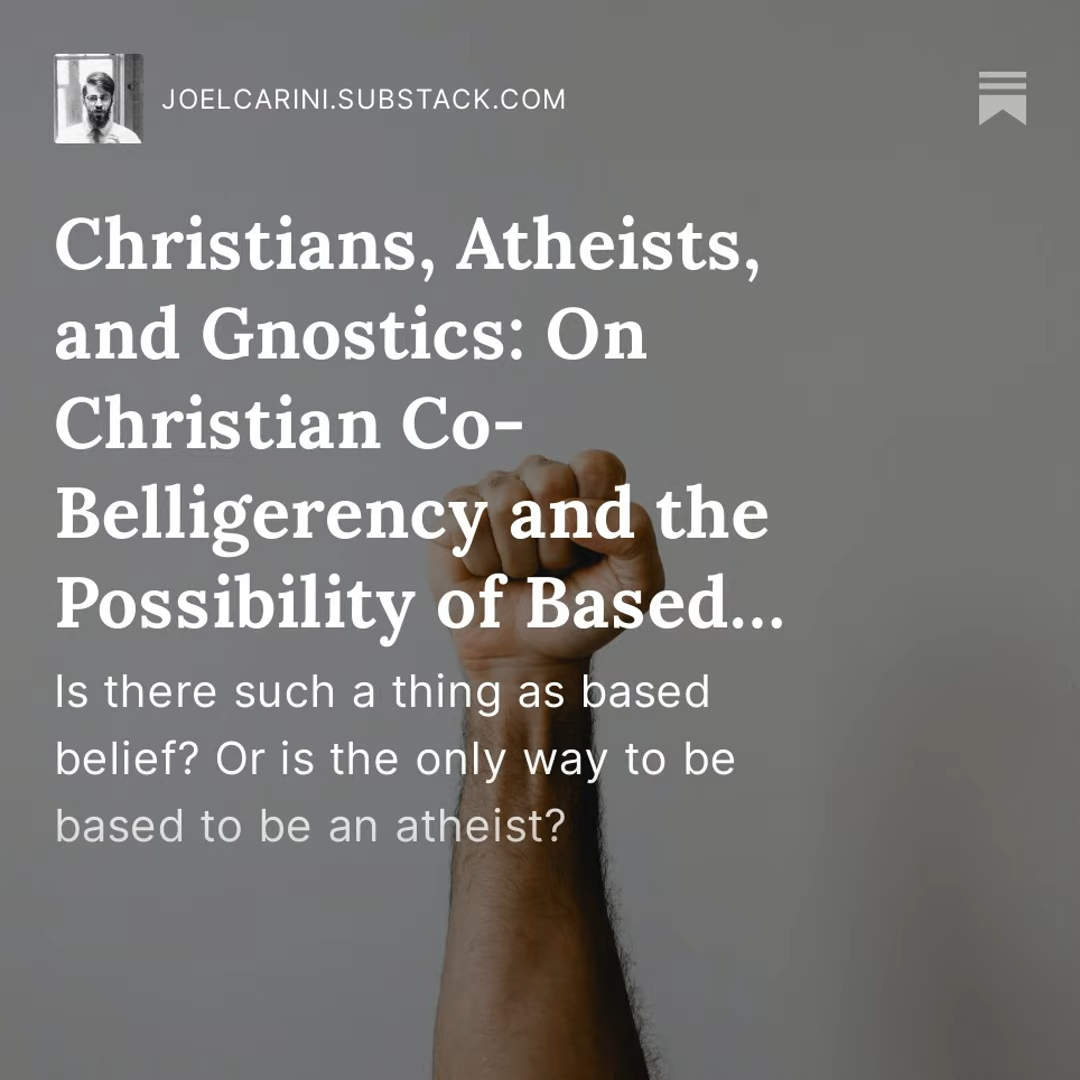 JOELCARINI.SUBSTACK.COM
Christians, Atheists,
and Gnostics: On
Christian Co-
Belligerency and the
Possibility of Based...
Is there such a thing as based
belief? Or is the only way to be
based to be an atheist?